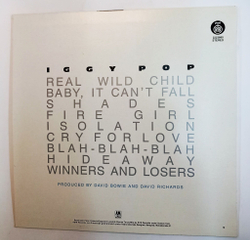 IGGY POP
REAL WILD CHILD
BABY, IT CAN'T FALL
SHADES
FIRE GIRL
ISOLATION
CRY FOR LOVE
BLAH-BLAH-BLAH
HIDEAWAY
WINNERS AND LOSERS
PRODUCED BY DAVID BOWIE AND DAVID RICHARDS
A&M